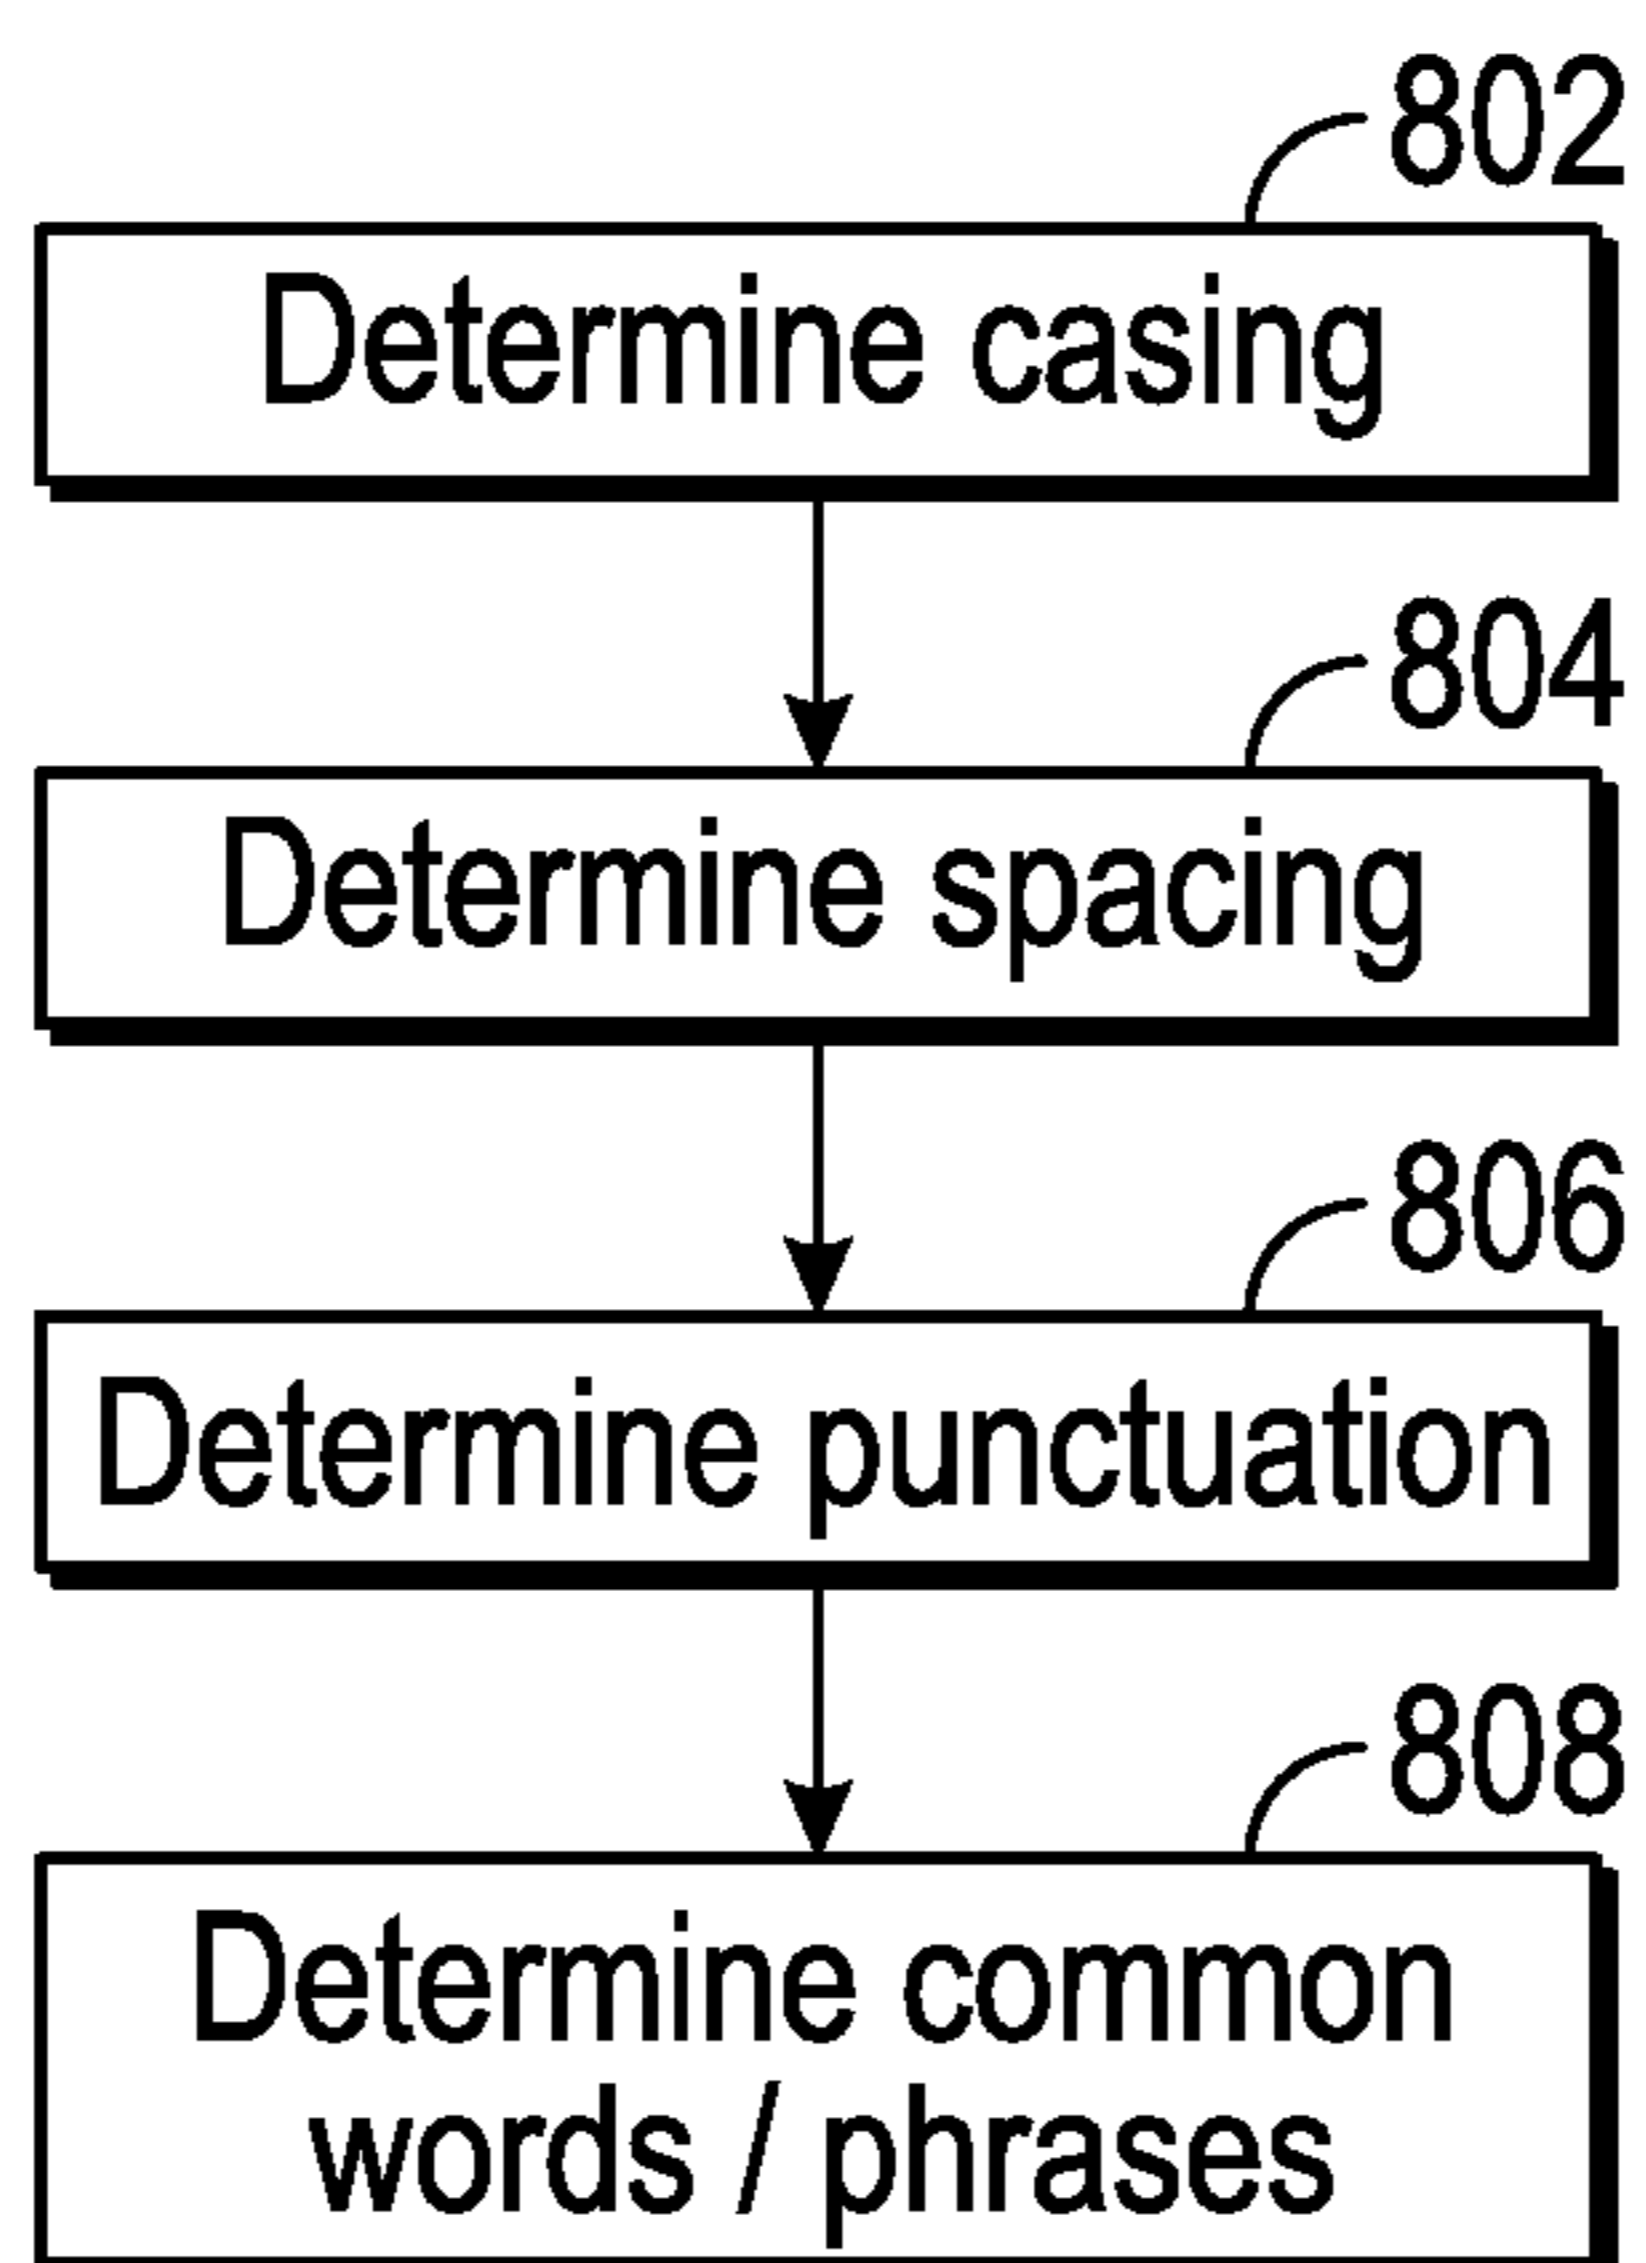 802
Determine casing
804
Determine spacing
806
Determine punctuation
808
Determine common
words / phrases